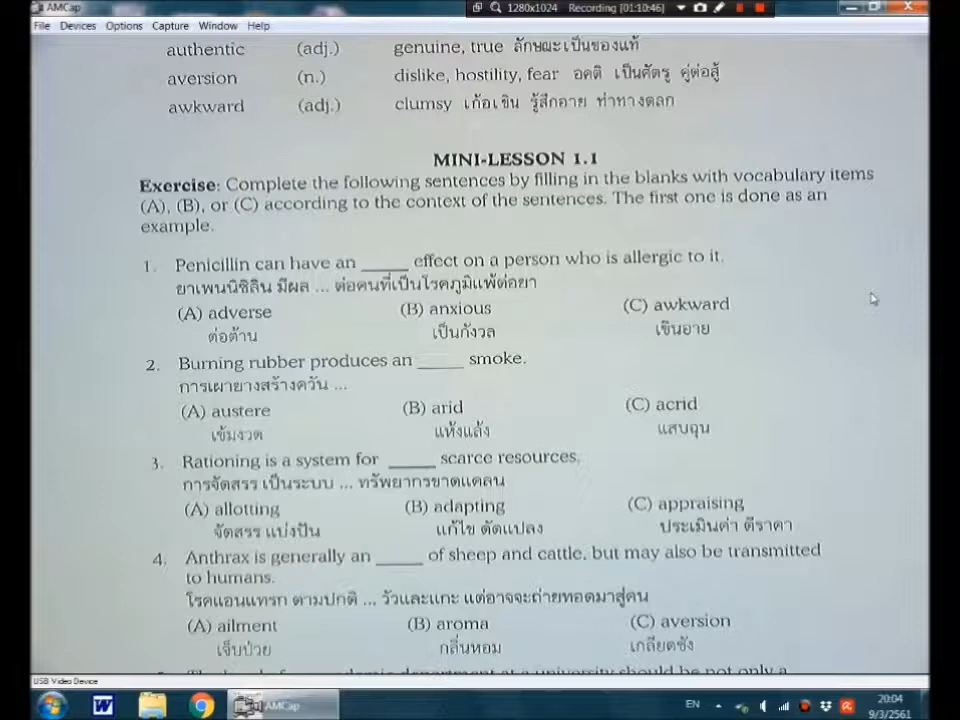 AMCap
1280x1024 Recording [01:10:46]
File Devices Options Capture Window Help
authentic (adj.) genuine, true ลักษณะเป็นของแท้
aversion (n.) dislike, hostility, fear อคติ เป็นศัตรู คู่ต่อสู้
awkward (adj.) clumsy เก้อเขิน รู้สึกอาย ท่าทางตลก
MINI-LESSON 1.1
Exercise: Complete the following sentences by filling in the blanks with vocabulary items
(A), (B), or (C) according to the context of the sentences. The first one is done as an
example.
1. Penicillin can have an _____ effect on a person who is allergic to it.
ยาเพนนิซิลิน มีผล ... ต่อคนที่เป็นโรคภูมิแพ้ต่อยา
(A) adverse (B) anxious (C) awkward
ต่อต้าน เป็นกังวล เขินอาย
2. Burning rubber produces an _____ smoke.
การเผายางสร้างควัน ...
(A) austere (B) arid (C) acrid
เข้มงวด แห้งแล้ง แสบฉุน
3. Rationing is a system for _____ scarce resources.
การจัดสรร เป็นระบบ ... ทรัพยากรขาดแคลน
(A) allotting (B) adapting (C) appraising
จัดสรร แบ่งปัน แก้ไข ดัดแปลง ประเมินค่า ตีราคา
4. Anthrax is generally an _____ of sheep and cattle, but may also be transmitted
to humans.
โรคแอนแทรก ตามปกติ ... วัวและแกะ แต่อาจจะถ่ายทอดมาสู่คน
(A) ailment (B) aroma (C) aversion
เจ็บป่วย กลิ่นหอม เกลียดชัง
USB Video Device
AMCap
EN
20:04
9/3/2561